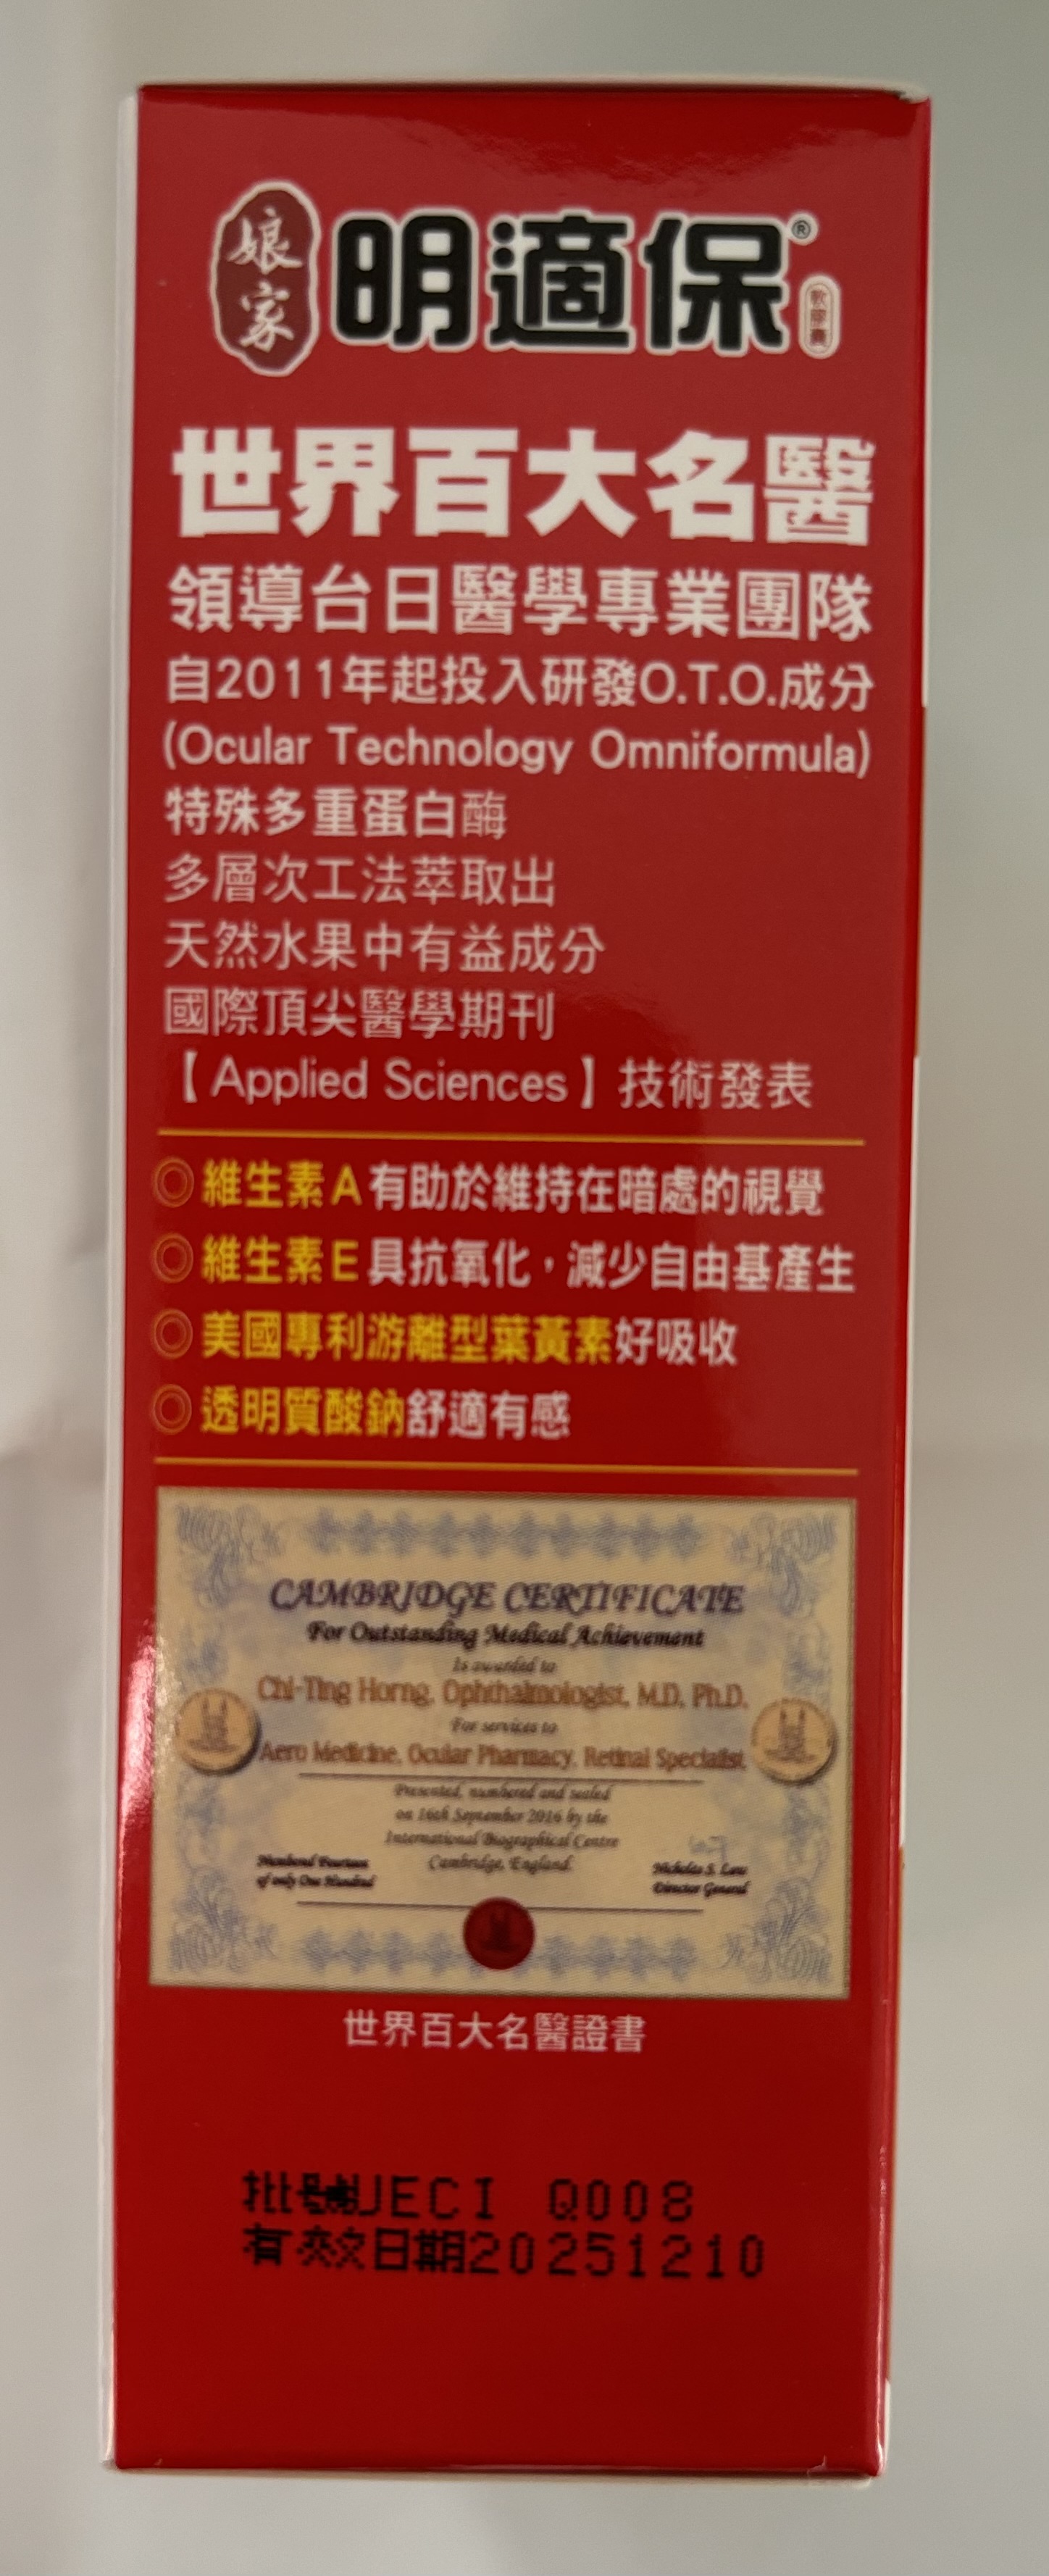 娘家 明適保®軟膠囊
世界百大名醫
領導台日醫學專業團隊
自2011年起投入研發O.T.O.成分
(Ocular Technology Omniformula)
特殊多重蛋白酶
多層次工法萃取出
天然水果中有益成分
國際頂尖醫學期刊
【Applied Sciences】技術發表
◎維生素A有助於維持在暗處的視覺
◎維生素E具抗氧化，減少自由基產生
◎美國專利游離型葉黃素好吸收
◎透明質酸鈉舒適有感
CAMBRIDGE CERTIFICATE
For Outstanding Medical Achievement
Is awarded to
Chi-Ting Horng, Ophthalmologist, M.D, Ph.D.
For services to
Aero Medicine, Ocular Pharmacy, Retinal Specialist
Presented, numbered and sealed
on 16th September 2016 by the
International Biographical Centre
Cambridge, England.
Numbered Fourteen
of only One Hundred
Nicholas S. Law
Director General
世界百大名醫證書
批號JECI Q008
有效日期20251210